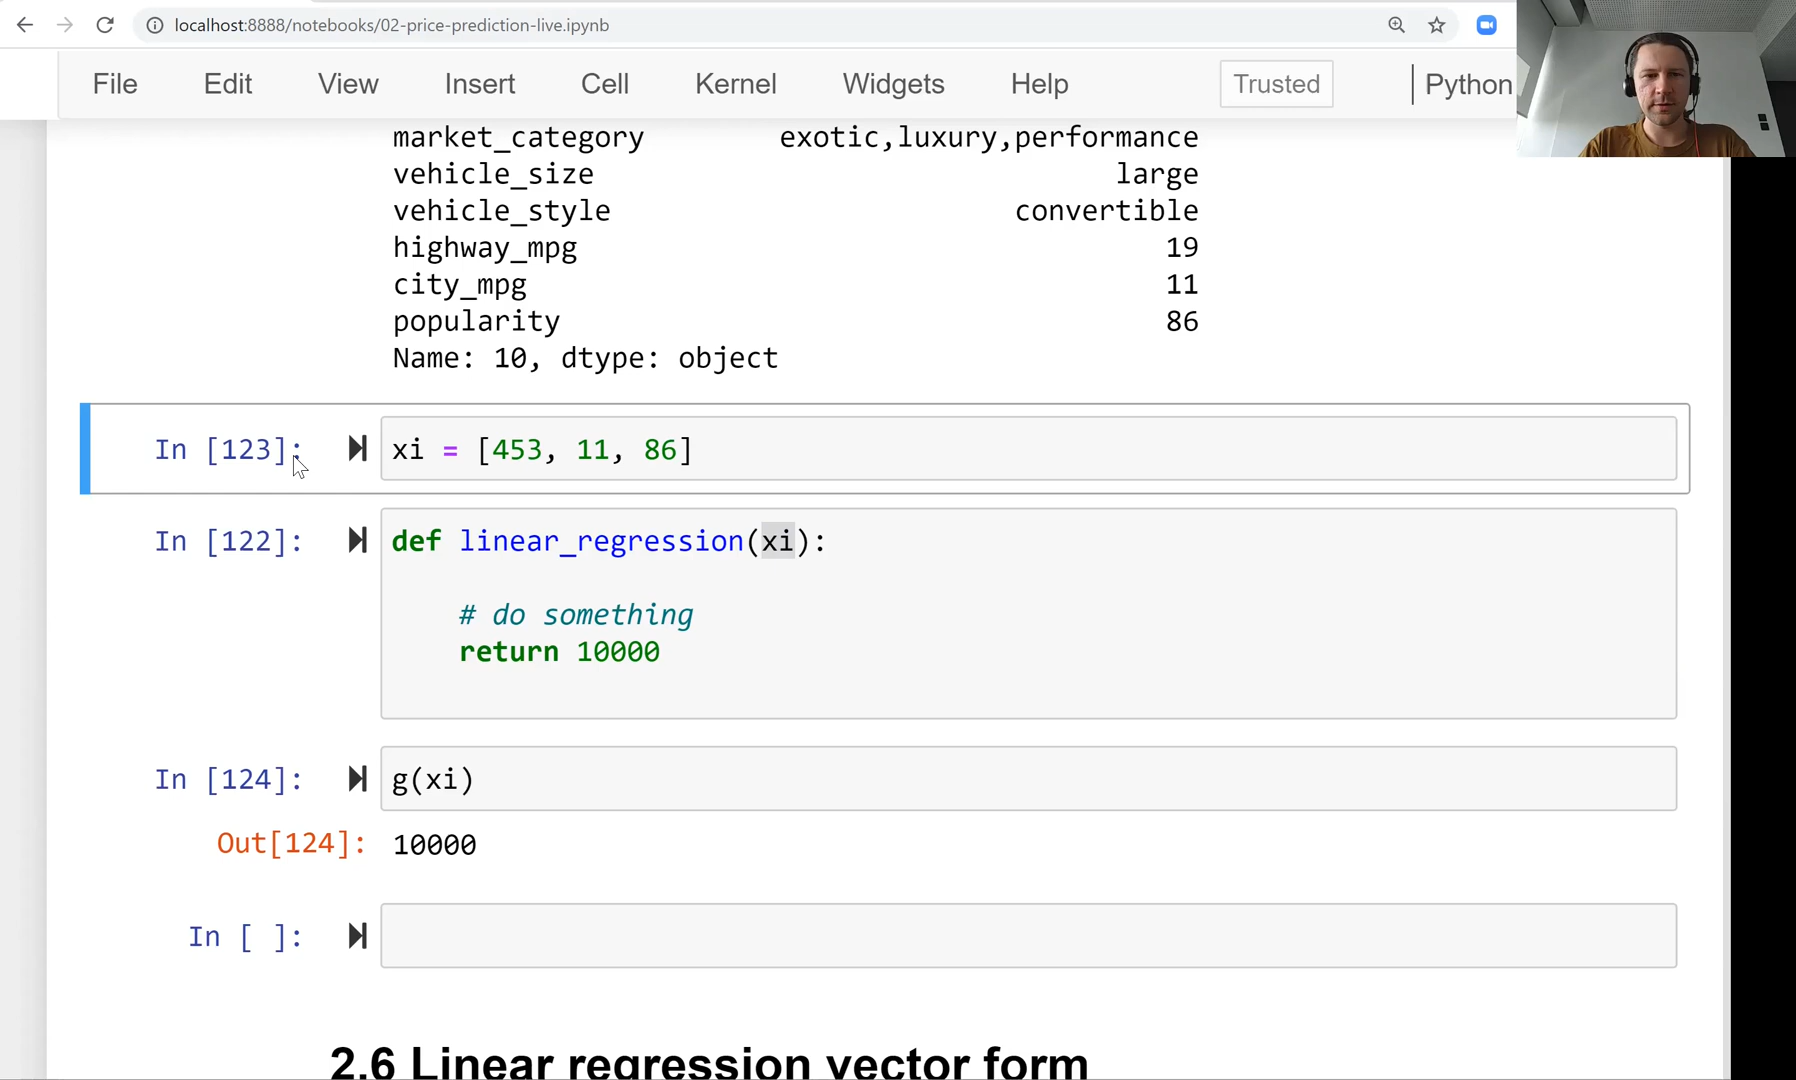 localhost:8888/notebooks/02-price-prediction-live.ipynb
File Edit View Insert Cell Kernel Widgets Help Trusted Python
market_category exotic,luxury,performance
vehicle_size large
vehicle_style convertible
highway_mpg 19
city_mpg 11
popularity 86
Name: 10, dtype: object
In [123]: xi = [453, 11, 86]
In [122]: def linear_regression(xi):
# do something
return 10000
In [124]: g(xi)
Out[124]: 10000
In [ ]:
2.6 Linear regression vector form